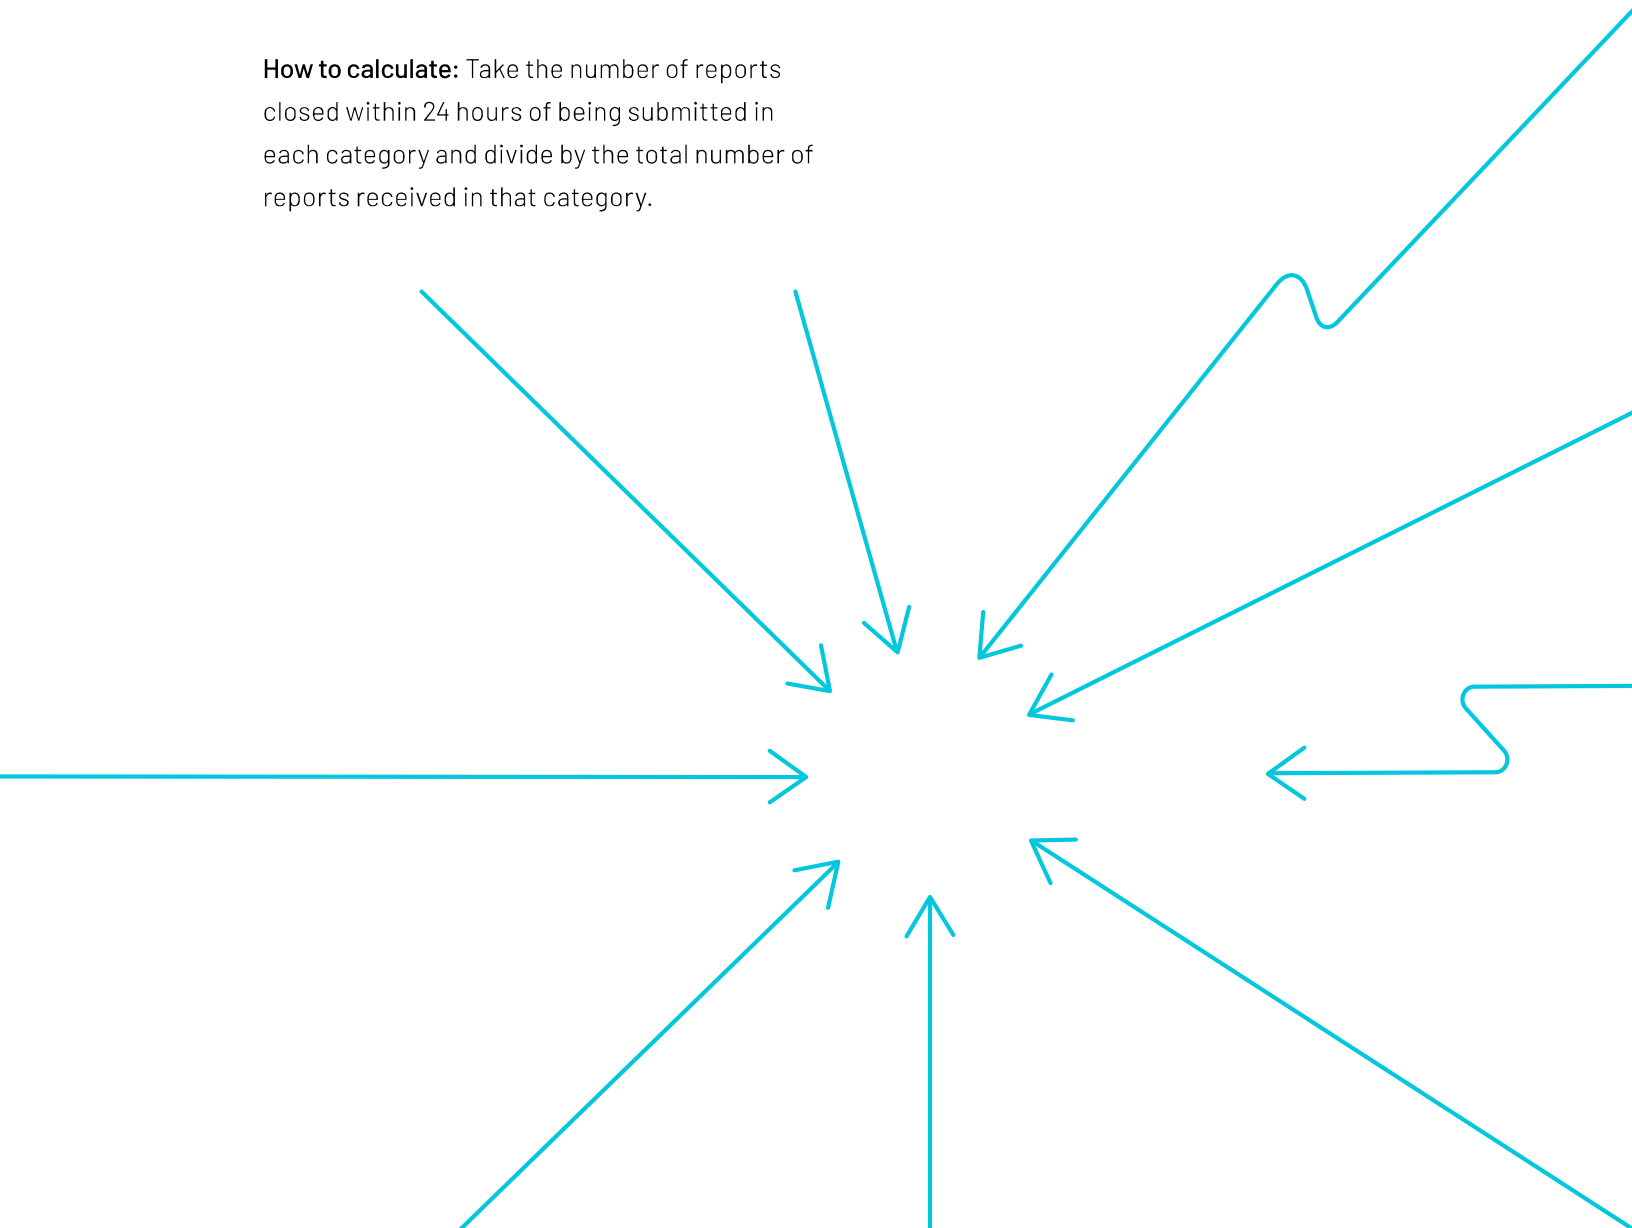 How to calculate: Take the number of reports
closed within 24 hours of being submitted in
each category and divide by the total number of
reports received in that category.